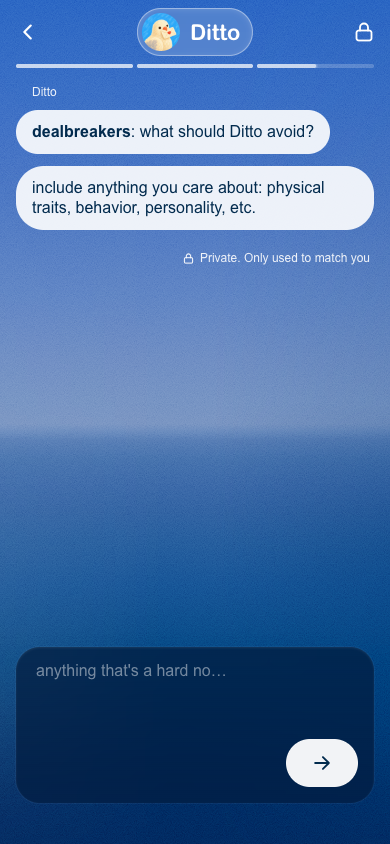 Ditto
Ditto
dealbreakers: what should Ditto avoid?
include anything you care about: physical
traits, behavior, personality, etc.
Private. Only used to match you
anything that's a hard no…